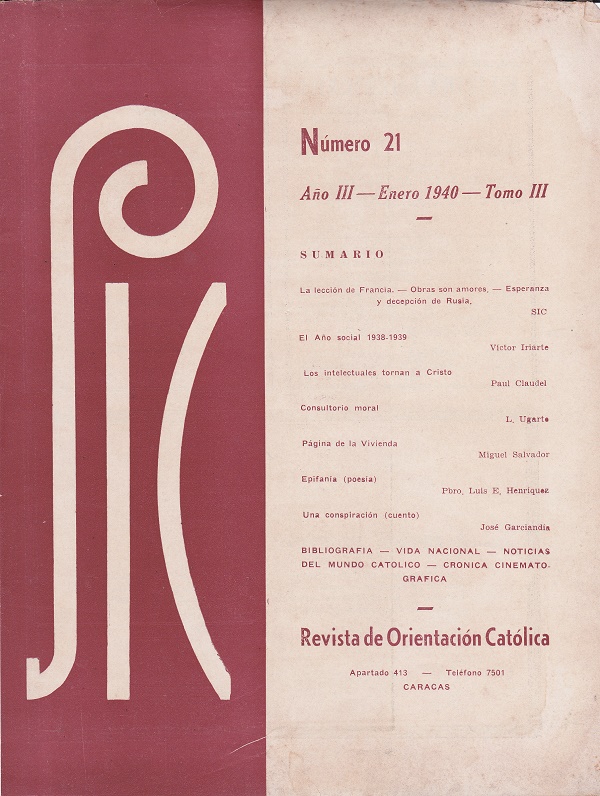 SIC
Número 21
Año III — Enero 1940 — Tomo III
SUMARIO
La lección de Francia. — Obras son amores. — Esperanza
y decepción de Rusia.
SIC
El Año social 1938-1939
Víctor Iriarte
Los intelectuales tornan a Cristo
Paul Claudel
Consultorio moral
L. Ugarte
Página de la Vivienda
Miguel Salvador
Epifanía (poesía)
Pbro. Luis E. Henríquez
Una conspiración (cuento)
José Garciandía
BIBLIOGRAFIA — VIDA NACIONAL — NOTICIAS
DEL MUNDO CATOLICO — CRONICA CINEMATO-
GRAFICA
Revista de Orientación Católica
Apartado 413 — Teléfono 7501
CARACAS